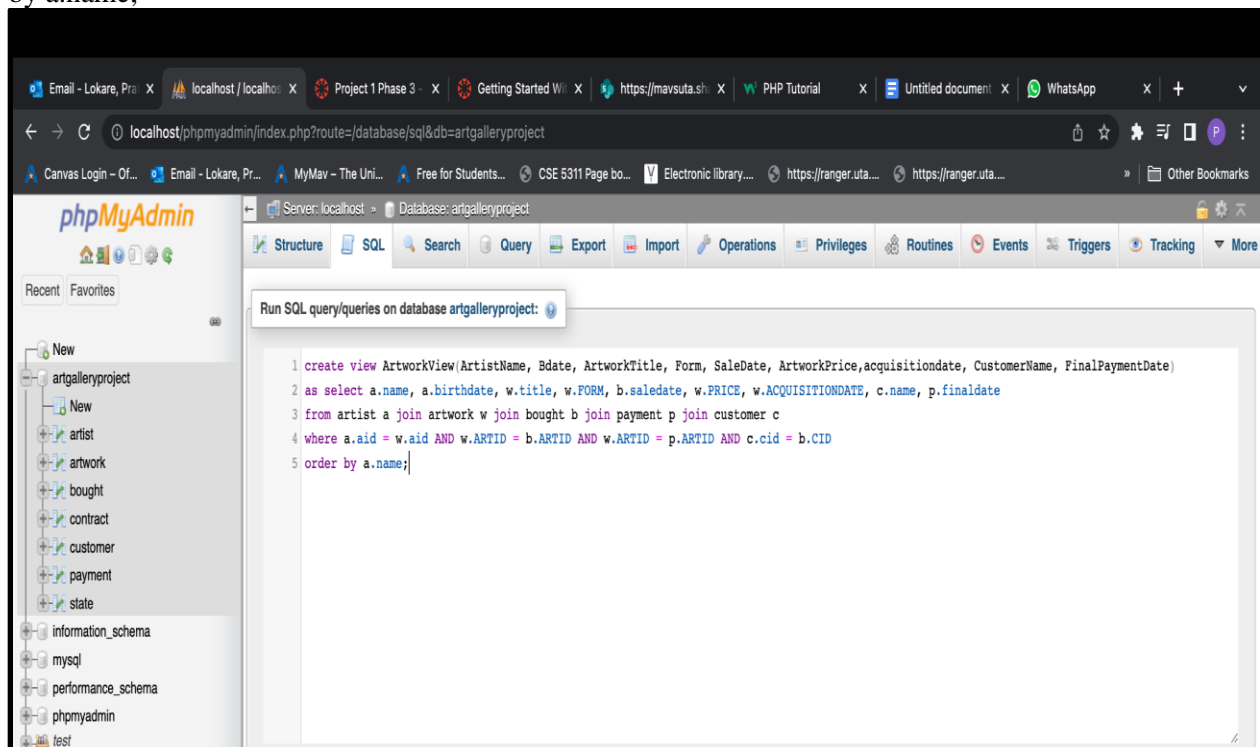 by a.name;
Email - Lokare, Pra
localhost / localhos
Project 1 Phase 3 -
Getting Started Wi
https://mavsuta.sh
PHP Tutorial
Untitled document
WhatsApp
localhost/phpmyadmin/index.php?route=/database/sql&db=artgalleryproject
P
Canvas Login – Of...
Email - Lokare, Pr...
MyMav – The Uni...
Free for Students...
CSE 5311 Page bo...
Electronic library....
https://ranger.uta....
https://ranger.uta....
» Other Bookmarks
phpMyAdmin
Recent Favorites
New
artgalleryproject
New
artist
artwork
bought
contract
customer
payment
state
information_schema
mysql
performance_schema
phpmyadmin
test
Server: localhost » Database: artgalleryproject
Structure SQL Search Query Export Import Operations Privileges Routines Events Triggers Tracking More
Run SQL query/queries on database artgalleryproject:
1 create view ArtworkView(ArtistName, Bdate, ArtworkTitle, Form, SaleDate, ArtworkPrice,acquisitiondate, CustomerName, FinalPaymentDate)
2 as select a.name, a.birthdate, w.title, w.FORM, b.saledate, w.PRICE, w.ACQUISITIONDATE, c.name, p.finaldate
3 from artist a join artwork w join bought b join payment p join customer c
4 where a.aid = w.aid AND w.ARTID = b.ARTID AND w.ARTID = p.ARTID AND c.cid = b.CID
5 order by a.name;